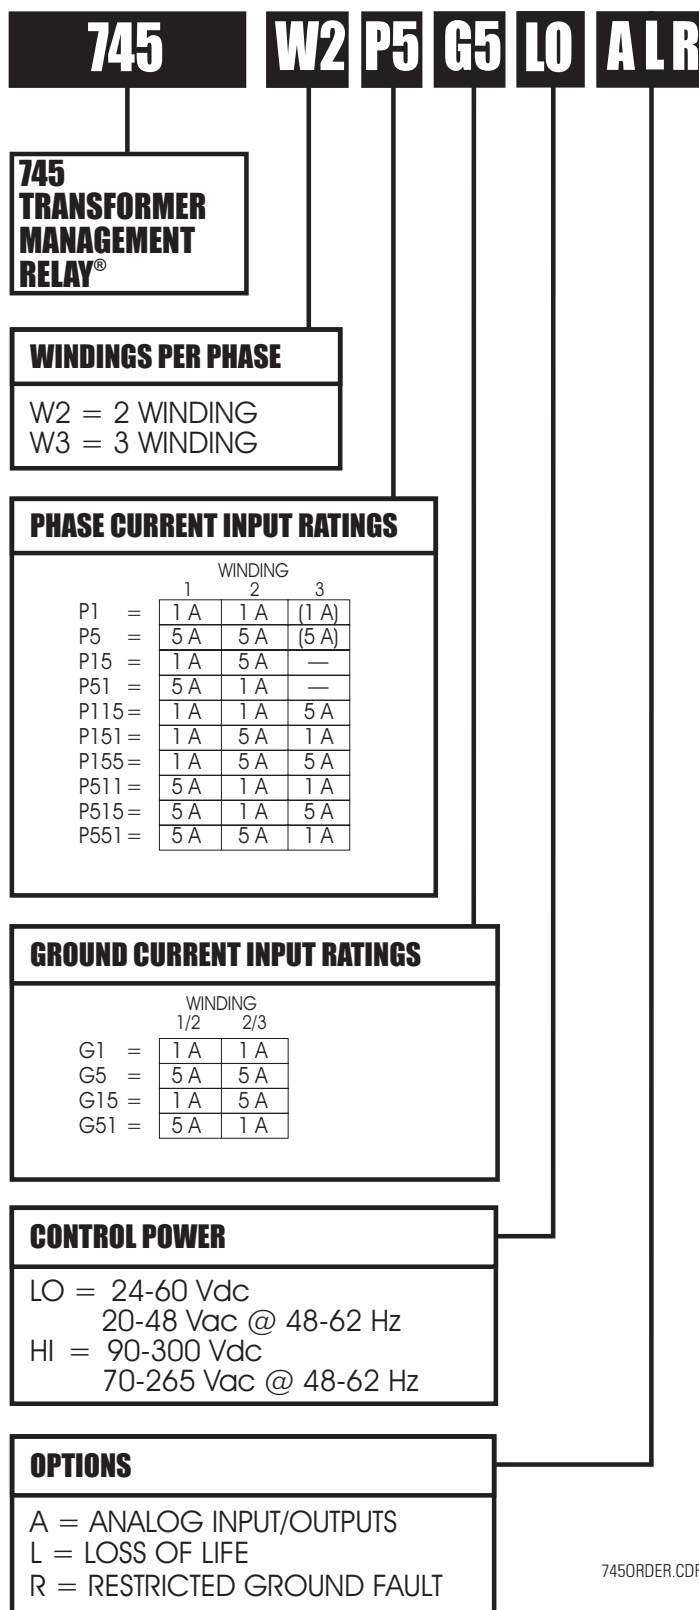 745 W2 P5 G5 LO A L R
745
TRANSFORMER
MANAGEMENT
RELAY®
WINDINGS PER PHASE
W2 = 2 WINDING
W3 = 3 WINDING
PHASE CURRENT INPUT RATINGS
WINDING
1 2 3
P1 = 1 A 1 A (1 A)
P5 = 5 A 5 A (5 A)
P15 = 1 A 5 A —
P51 = 5 A 1 A —
P115= 1 A 1 A 5 A
P151= 1 A 5 A 1 A
P155= 1 A 5 A 5 A
P511= 5 A 1 A 1 A
P515= 5 A 1 A 5 A
P551= 5 A 5 A 1 A
GROUND CURRENT INPUT RATINGS
WINDING
1/2 2/3
G1 = 1 A 1 A
G5 = 5 A 5 A
G15 = 1 A 5 A
G51 = 5 A 1 A
CONTROL POWER
LO = 24-60 Vdc
20-48 Vac @ 48-62 Hz
HI = 90-300 Vdc
70-265 Vac @ 48-62 Hz
OPTIONS
A = ANALOG INPUT/OUTPUTS
L = LOSS OF LIFE
R = RESTRICTED GROUND FAULT
745ORDER.CDR